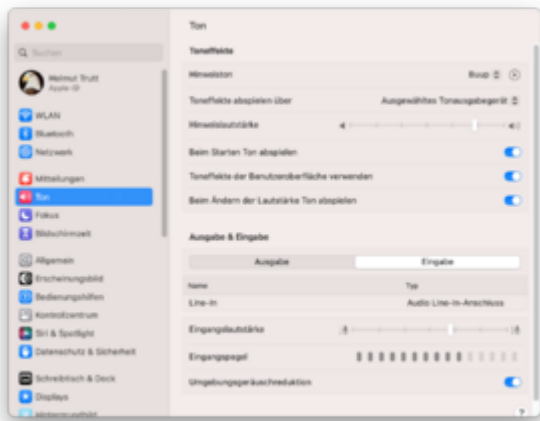 Ton
Suchen
Toneffekte
Helmut Trutt
Apple-ID
Hinweiston
Buup
Toneffekte abspielen über
Ausgewähltes Tonausgabegerät
WLAN
Bluetooth
Netzwerk
Hinweislautstärke
Beim Starten Ton abspielen
Mitteilungen
Ton
Fokus
Bildschirmzeit
Toneffekte der Benutzeroberfläche verwenden
Beim Ändern der Lautstärke Ton abspielen
Ausgabe & Eingabe
Allgemein
Erscheinungsbild
Bedienungshilfen
Kontrollzentrum
Siri & Spotlight
Datenschutz & Sicherheit
Ausgabe
Eingabe
Name
Typ
Line-In
Audio Line-In-Anschluss
Eingangslautstärke
Eingangspegel
Schreibtisch & Dock
Displays
Hintergrundbild
Umgebungsgeräuschreduktion
?